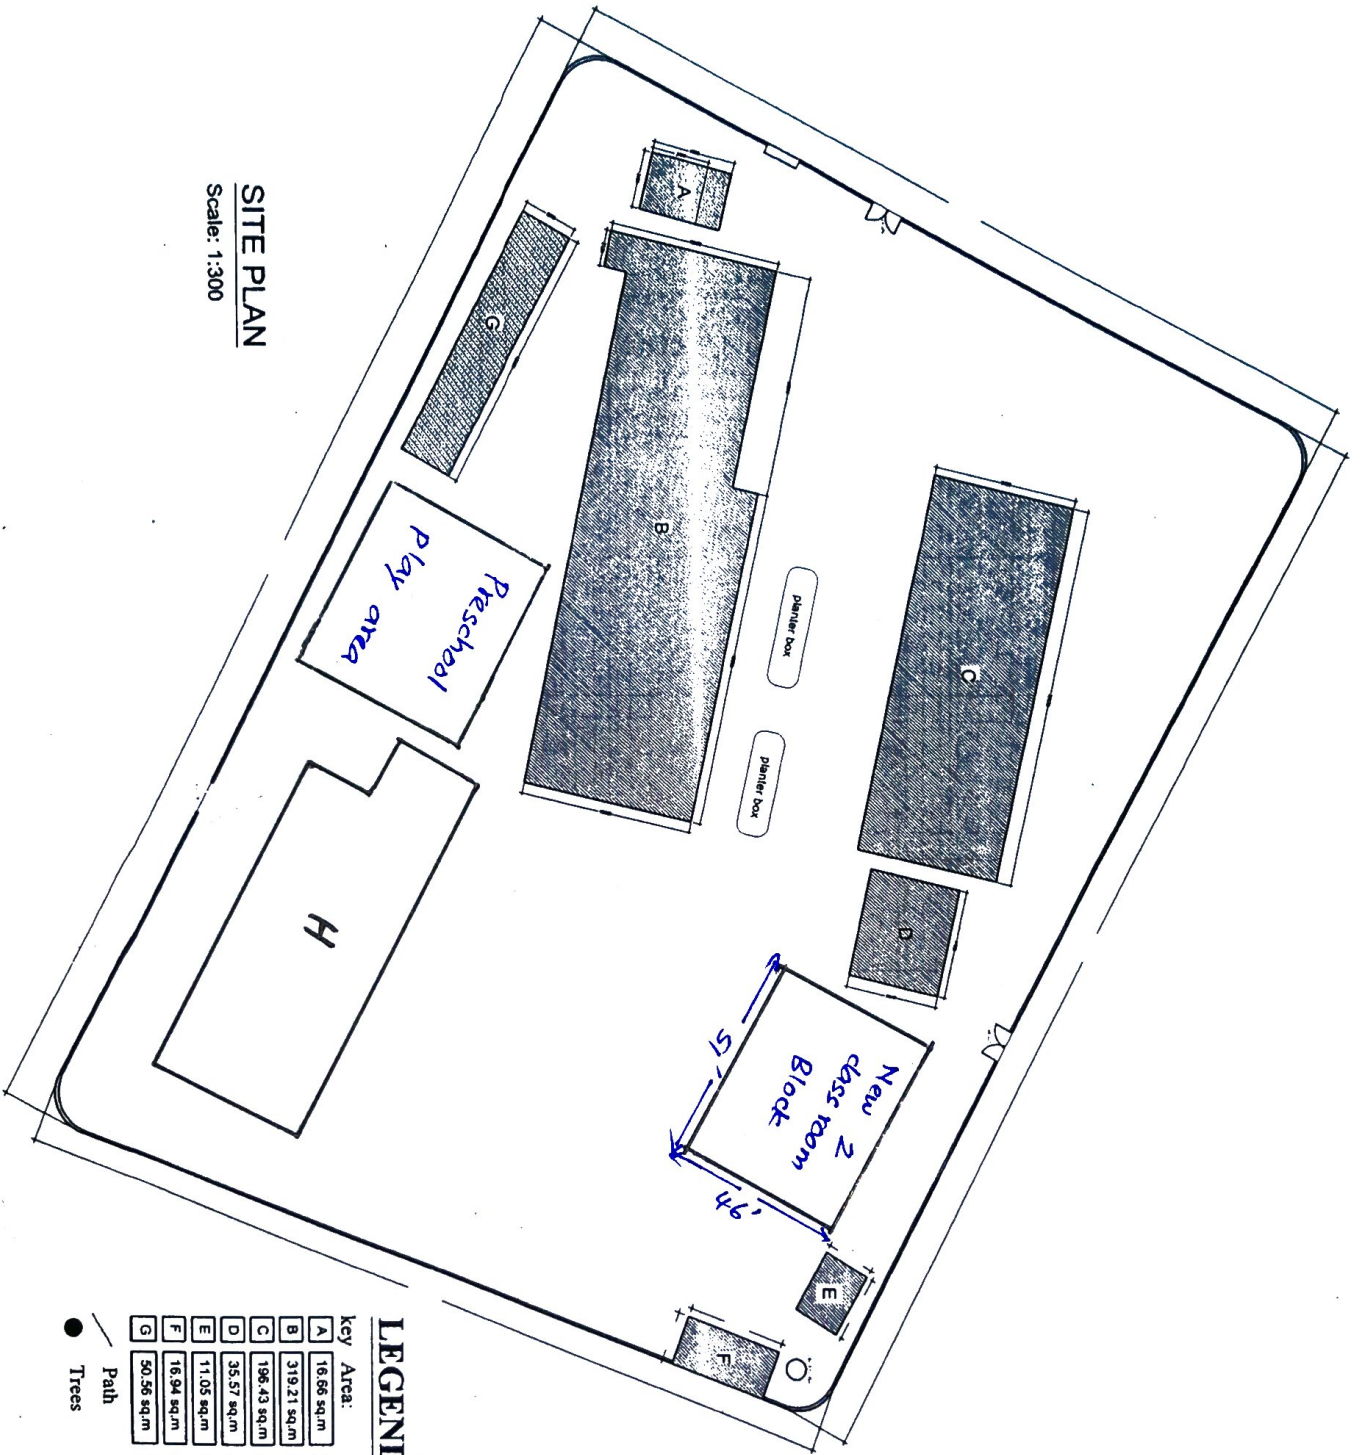 SITE PLAN
Scale: 1:300
A
B
C
D
E
F
G
H
planter box
planter box
Preschool
play area
New 2
class room
Block
51'
46'
LEGEN
key Area:
A 16.66 sq.m
B 319.21 sq.m
C 196.43 sq.m
D 35.57 sq.m
E 11.05 sq.m
F 16.94 sq.m
G 50.56 sq.m
Path
Trees